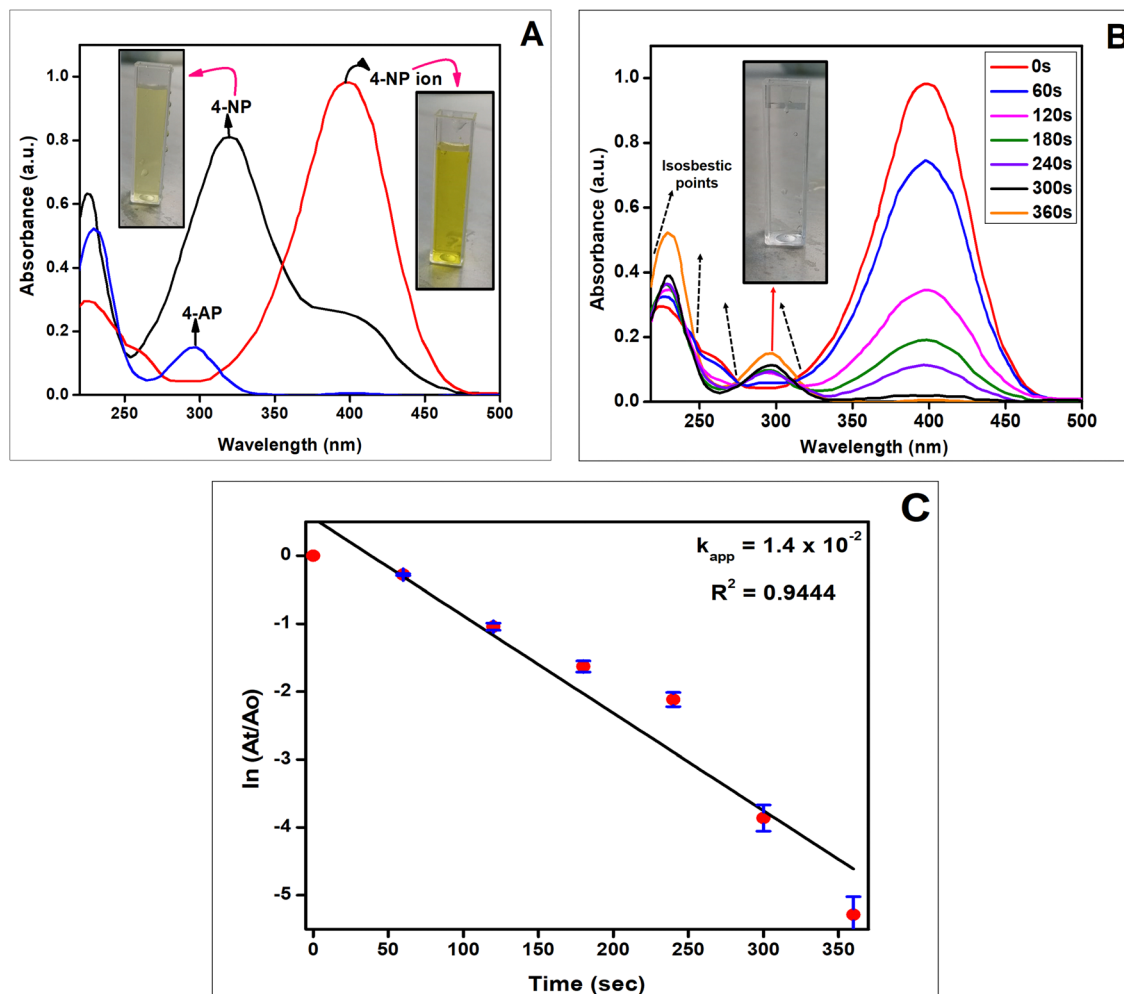 A
4-NP
4-NP ion
4-AP
1.0
0.8
0.6
0.4
0.2
0.0
Absorbance (a.u.)
250 300 350 400 450 500
Wavelength (nm)
B
0s
60s
120s
180s
240s
300s
360s
Isosbestic
points
1.0
0.8
0.6
0.4
0.2
0.0
Absorbance (a.u.)
250 300 350 400 450 500
Wavelength (nm)
C
k_app = 1.4 x 10⁻²
R² = 0.9444
0
-1
-2
-3
-4
-5
ln (At/Ao)
0 50 100 150 200 250 300 350
Time (sec)